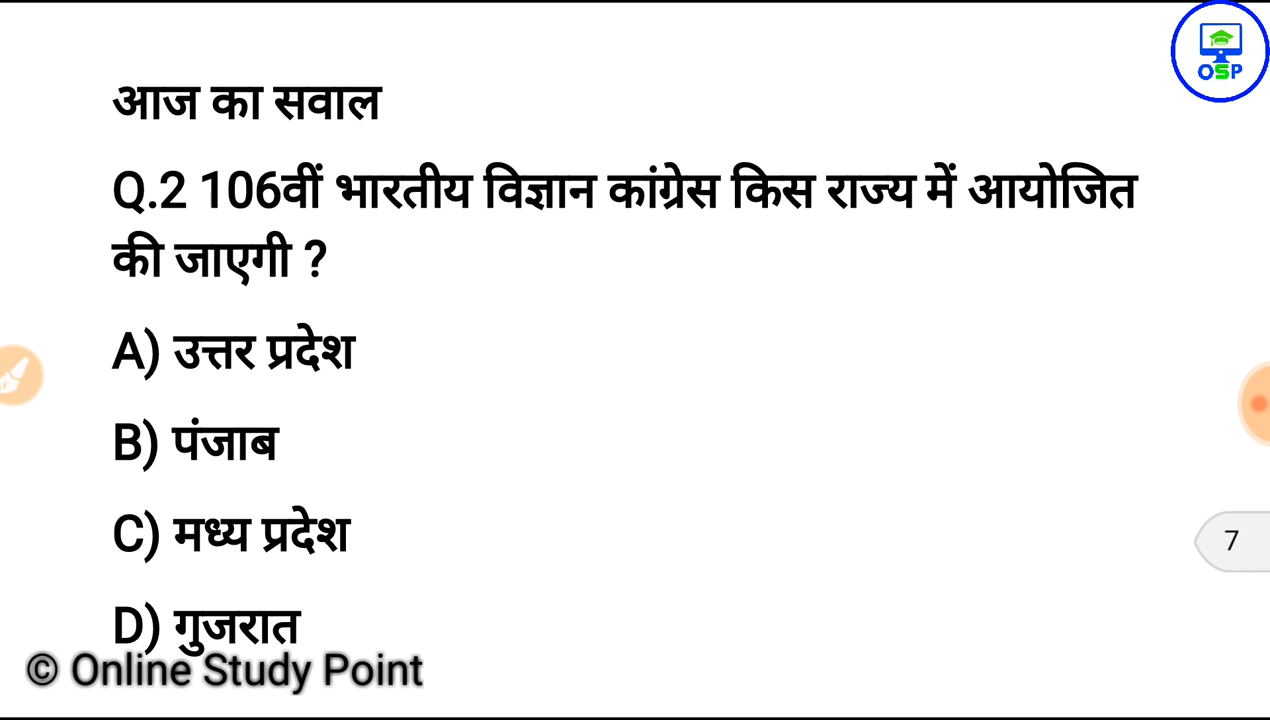 OSP
आज का सवाल
Q.2 106वीं भारतीय विज्ञान कांग्रेस किस राज्य में आयोजित
की जाएगी ?
A) उत्तर प्रदेश
B) पंजाब
C) मध्य प्रदेश
7
D) गुजरात
© Online Study Point